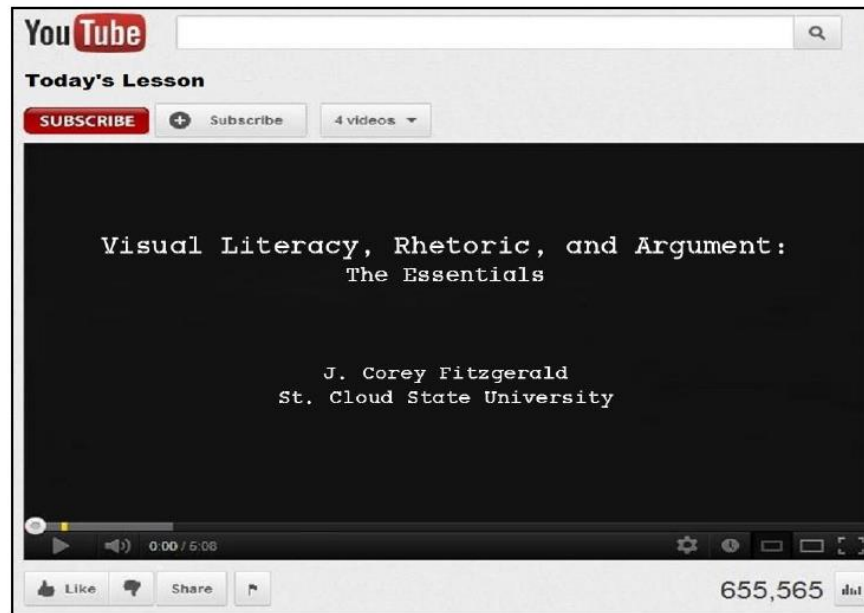 YouTube
Today's Lesson
SUBSCRIBE Subscribe 4 videos
Visual Literacy, Rhetoric, and Argument:
The Essentials
J. Corey Fitzgerald
St. Cloud State University
0:00 / 5:08
Like Share 655,565